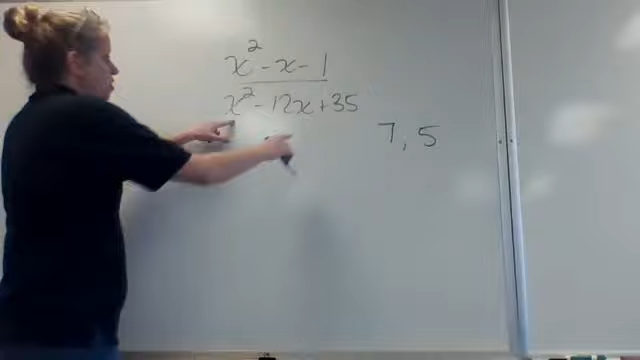 x² - x - 1
x² - 12x + 35
7, 5